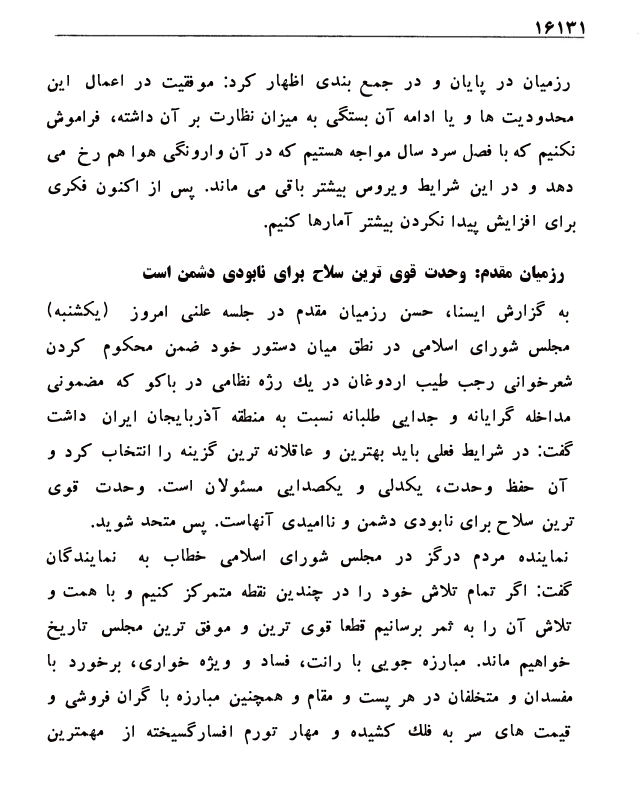 ۱۶۱۳۱
رزمیان در پایان و در جمع بندی اظهار کرد: موفقیت در اعمال این
محدودیت ها و یا ادامه آن بستگی به میزان نظارت بر آن داشته، فراموش
نکنیم که با فصل سرد سال مواجه هستیم که در آن وارونگی هوا هم رخ می
دهد و در این شرایط ویروس بیشتر باقی می ماند. پس از اکنون فکری
برای افزایش پیدا نکردن بیشتر آمارها کنیم.
رزمیان مقدم: وحدت قوی ترین سلاح برای نابودی دشمن است
به گزارش ایسنا، حسن رزمیان مقدم در جلسه علنی امروز (یکشنبه)
مجلس شورای اسلامی در نطق میان دستور خود ضمن محکوم کردن
شعرخوانی رجب طیب اردوغان در یك رژه نظامی در باکو که مضمونی
مداخله گرایانه و جدایی طلبانه نسبت به منطقه آذربایجان ایران داشت
گفت: در شرایط فعلی باید بهترین و عاقلانه ترین گزینه را انتخاب کرد و
آن حفظ وحدت، یکدلی و یکصدایی مسئولان است. وحدت قوی
ترین سلاح برای نابودی دشمن و ناامیدی آنهاست. پس متحد شوید.
نماینده مردم درگز در مجلس شورای اسلامی خطاب به نمایندگان
گفت: اگر تمام تلاش خود را در چندین نقطه متمرکز کنیم و با همت و
تلاش آن را به ثمر برسانیم قطعا قوی ترین و موفق ترین مجلس تاریخ
خواهیم ماند. مبارزه جویی با رانت، فساد و ویژه خواری، برخورد با
مفسدان و متخلفان در هر پست و مقام و همچنین مبارزه با گران فروشی و
قیمت های سر به فلك کشیده و مهار تورم افسارگسیخته از مهمترین